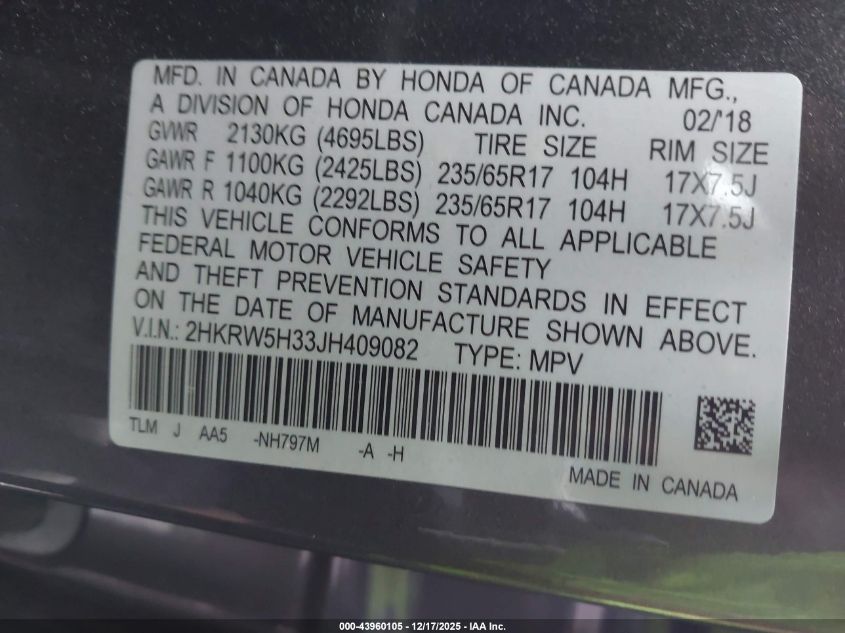 MFD. IN CANADA BY HONDA OF CANADA MFG.,
A DIVISION OF HONDA CANADA INC. 02/'18
GVWR 2130KG (4695LBS) TIRE SIZE RIM SIZE
GAWR F 1100KG (2425LBS) 235/65R17 104H 17X7.5J
GAWR R 1040KG (2292LBS) 235/65R17 104H 17X7.5J
THIS VEHICLE CONFORMS TO ALL APPLICABLE
FEDERAL MOTOR VEHICLE SAFETY
AND THEFT PREVENTION STANDARDS IN EFFECT
ON THE DATE OF MANUFACTURE SHOWN ABOVE.
V.I.N.: 2HKRW5H33JH409082 TYPE: MPV
TLM J AA5 -NH797M -A -H
MADE IN CANADA
000-43960105 - 12/17/2025 - IAA Inc.